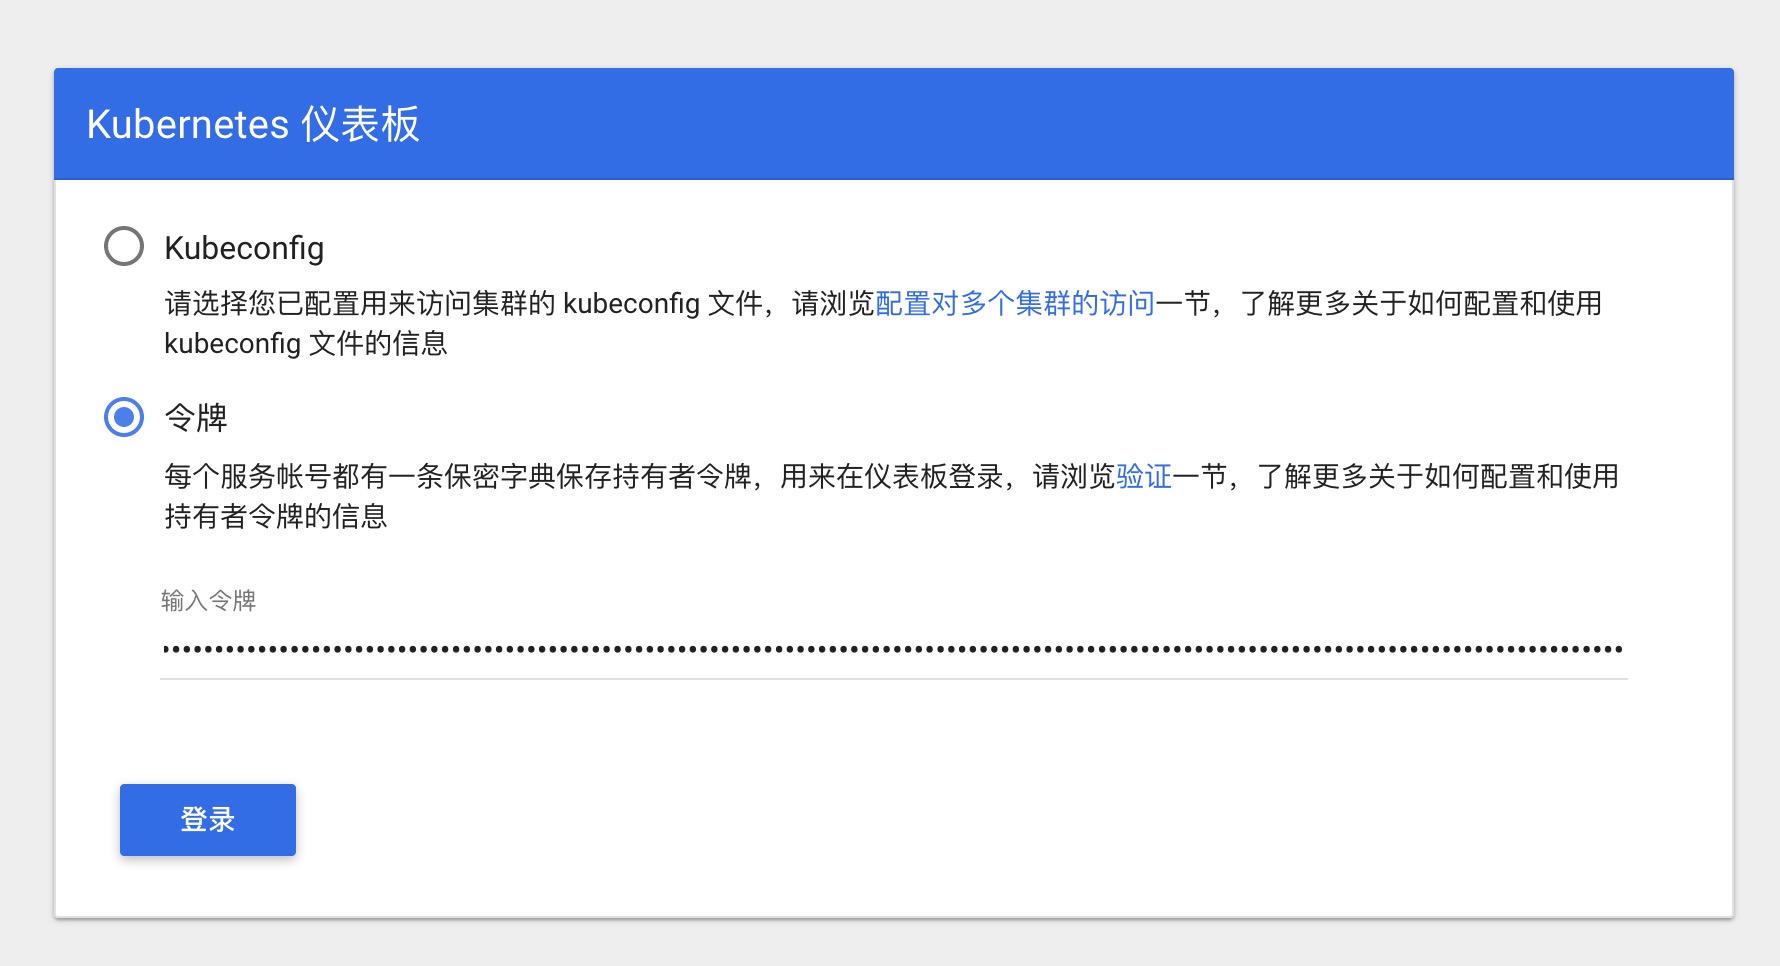 Kubernetes 仪表板
Kubeconfig
请选择您已配置用来访问集群的 kubeconfig 文件，请浏览配置对多个集群的访问一节，了解更多关于如何配置和使用
kubeconfig 文件的信息
令牌
每个服务帐号都有一条保密字典保存持有者令牌，用来在仪表板登录，请浏览验证一节，了解更多关于如何配置和使用
持有者令牌的信息
输入令牌
登录